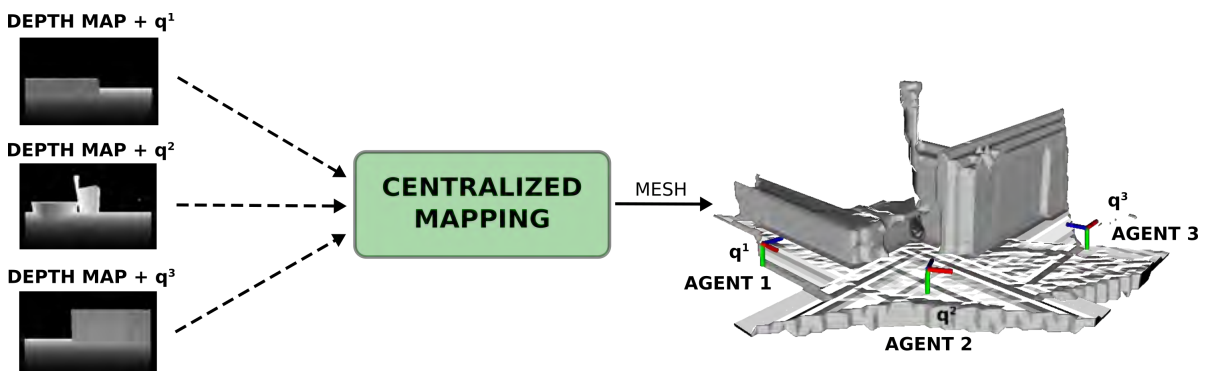 DEPTH MAP + q¹
DEPTH MAP + q²
DEPTH MAP + q³
CENTRALIZED
MAPPING
MESH
q¹
AGENT 1
q²
AGENT 2
q³
AGENT 3